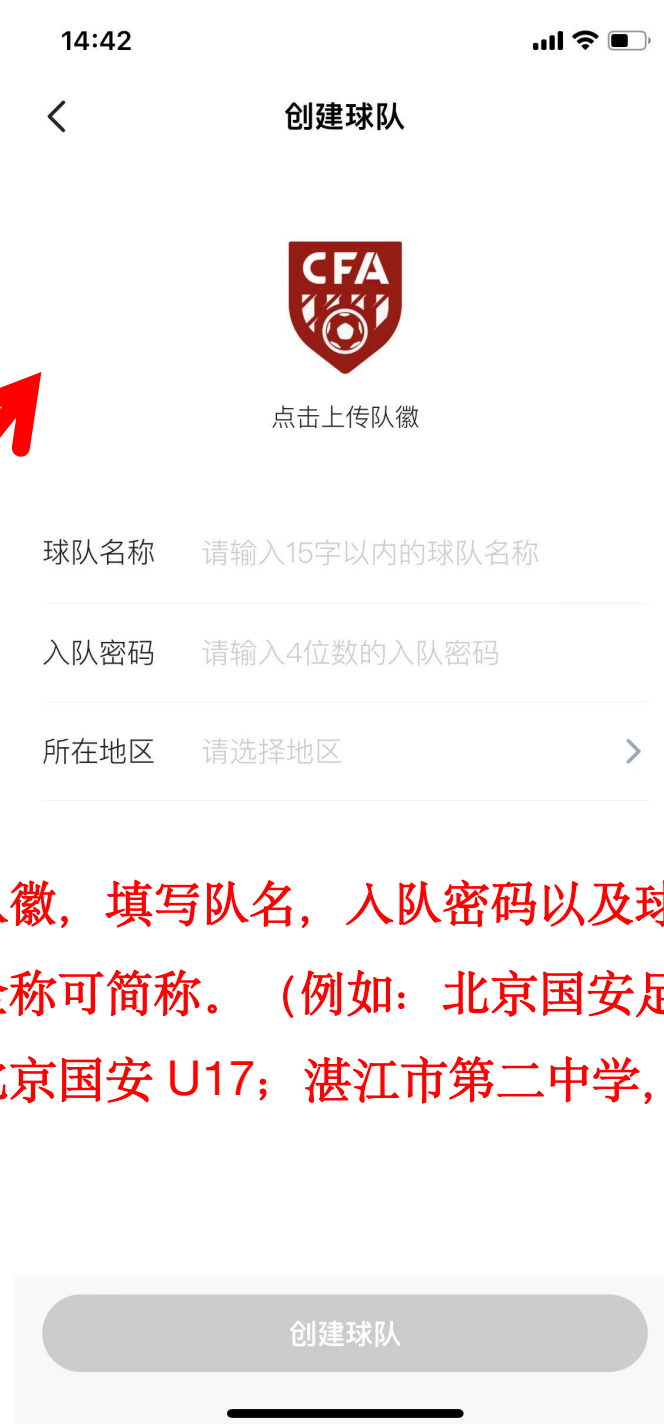 14:42
创建球队
CFA
点击上传队徽
球队名称 请输入15字以内的球队名称
入队密码 请输入4位数的入队密码
所在地区 请选择地区
徽，填写队名，入队密码以及球
称可简称。（例如：北京国安足
京国安 U17；湛江市第二中学，
创建球队